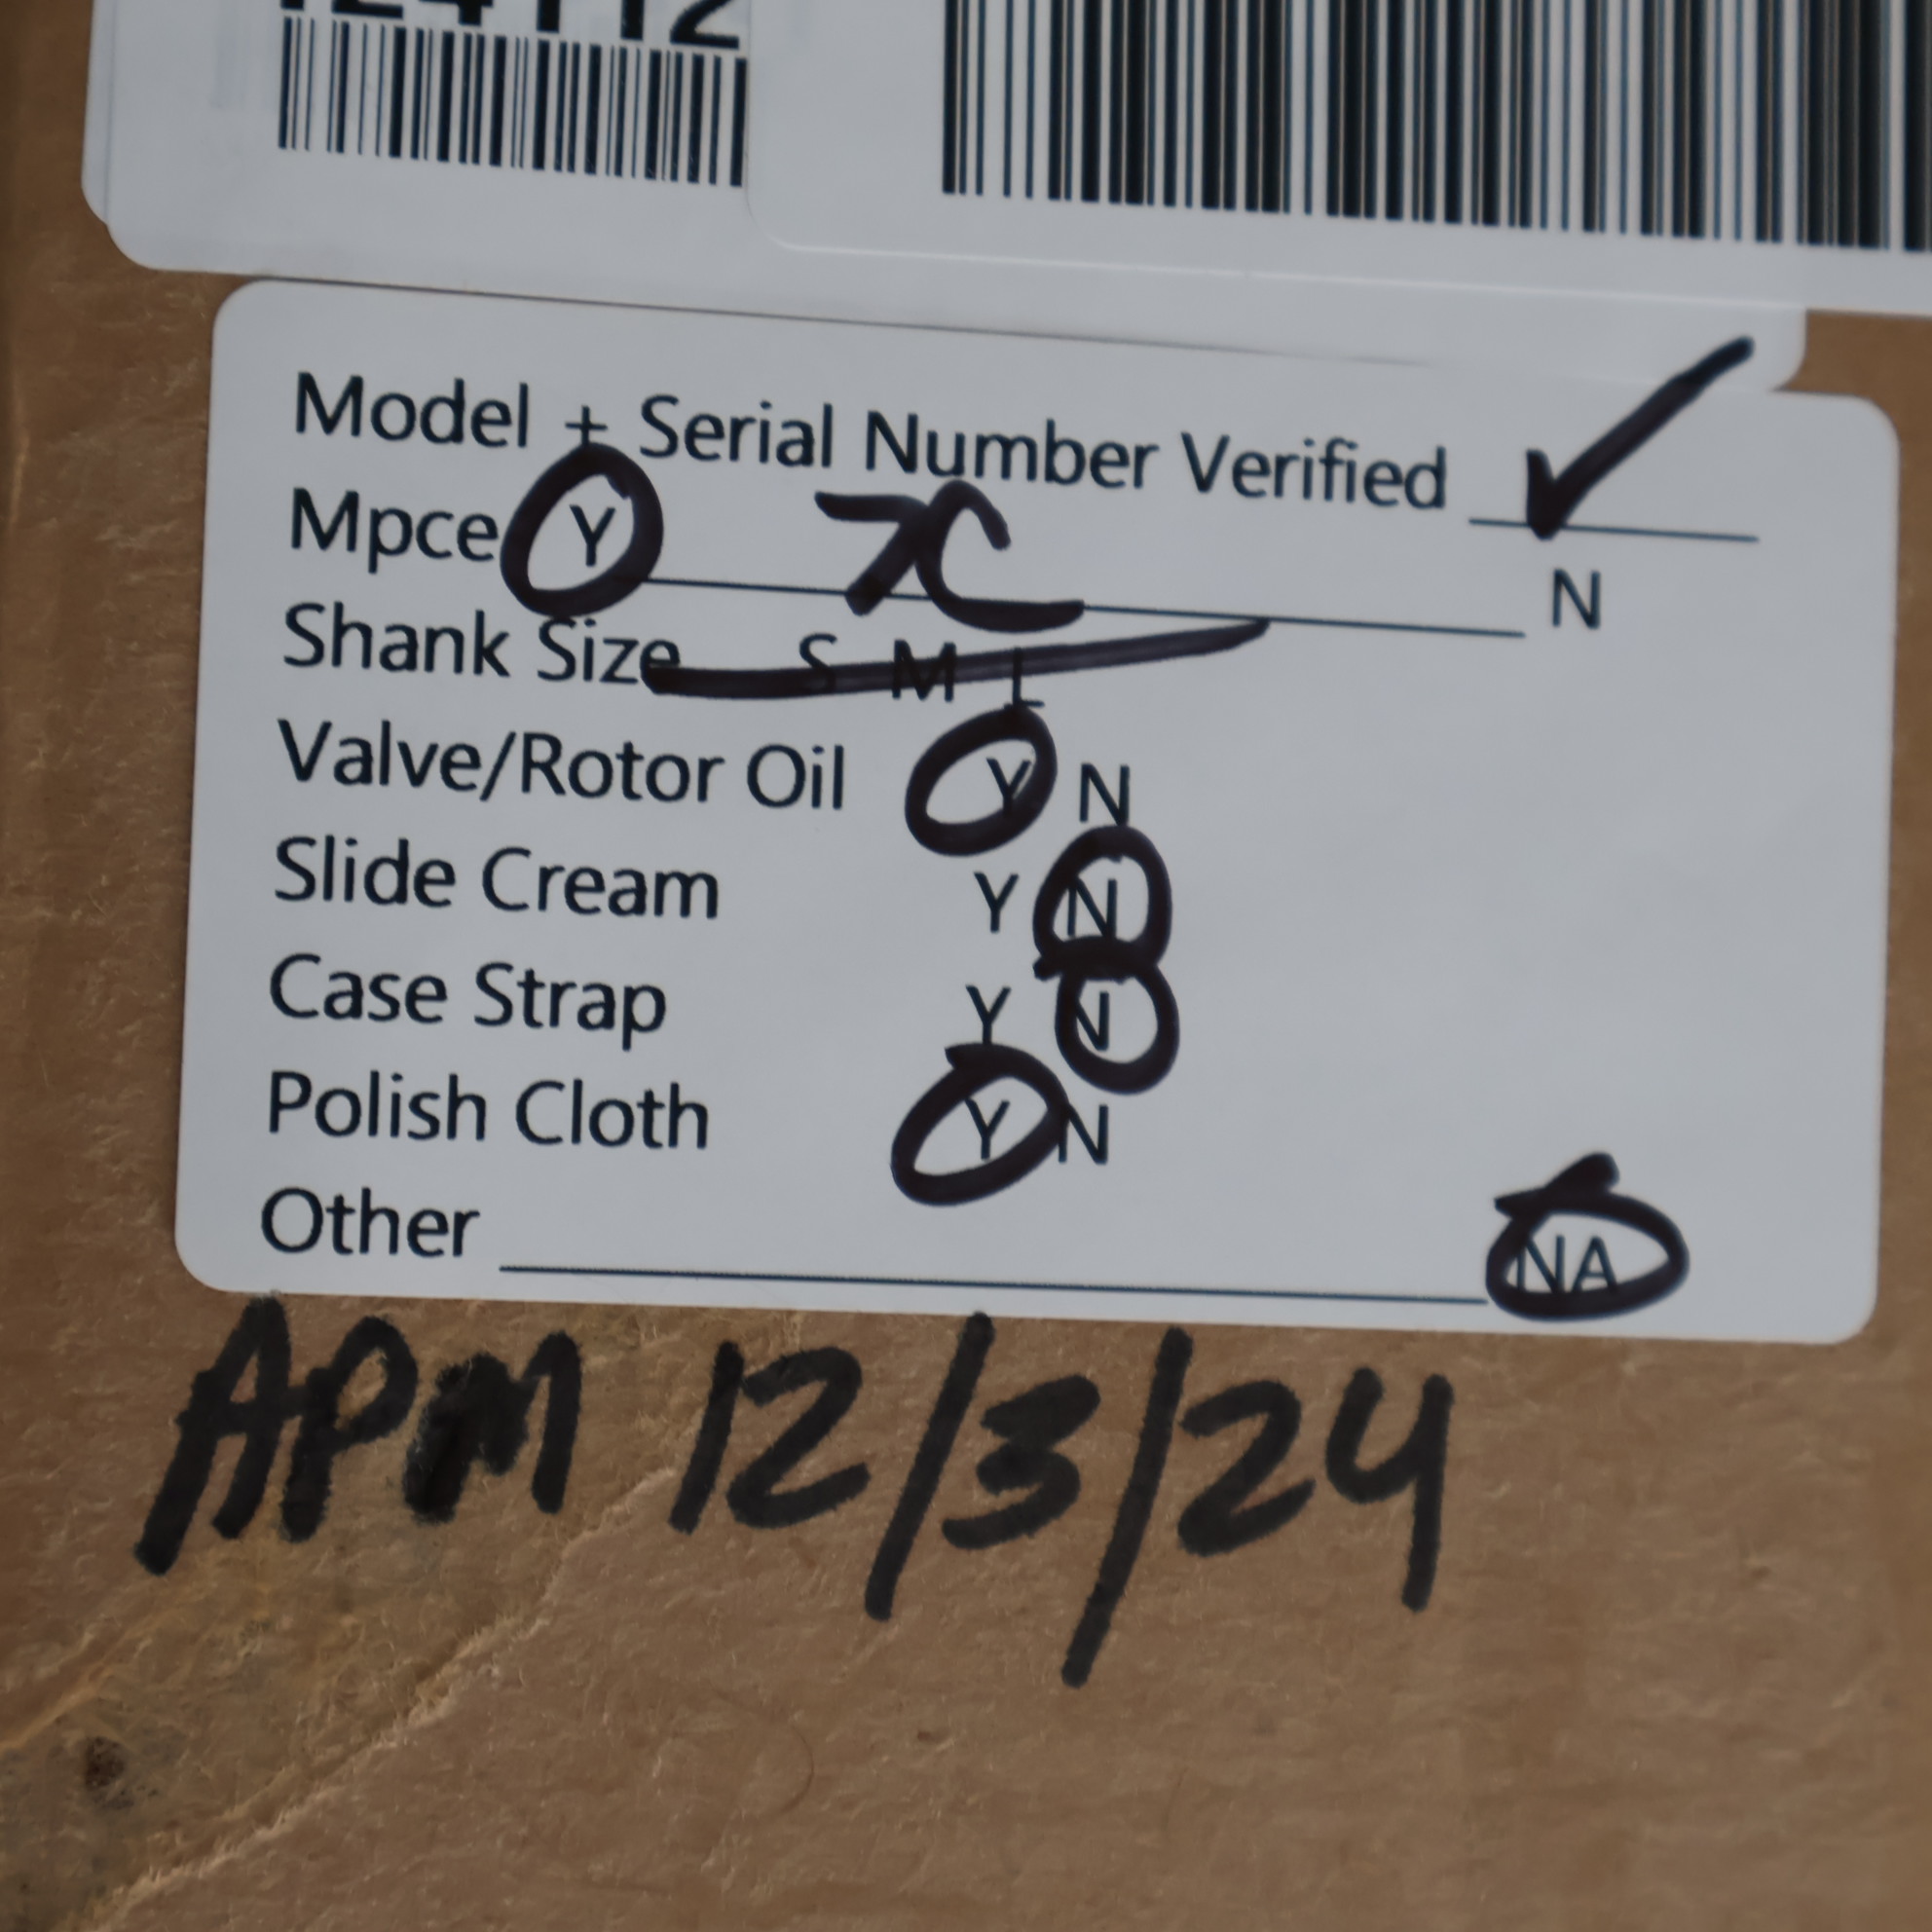 Model + Serial Number Verified ✓
Mpce Y 7C N
Shank Size S M L
Valve/Rotor Oil Y N
Slide Cream Y N
Case Strap Y N
Polish Cloth Y N
Other NA
APM 12/3/24